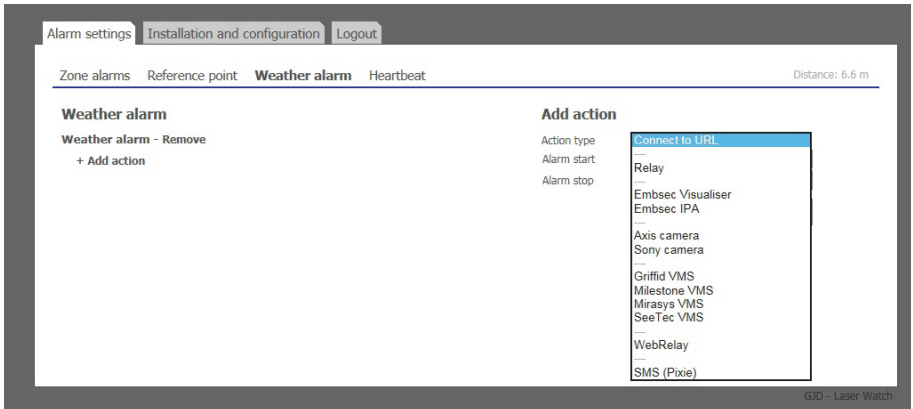 Alarm settings Installation and configuration Logout
Zone alarms Reference point Weather alarm Heartbeat Distance: 6.6 m
Weather alarm
Weather alarm - Remove
+ Add action
Add action
Action type Connect to URL
Alarm start
Alarm stop
---
Relay
---
Embsec Visualiser
Embsec IPA
---
Axis camera
Sony camera
---
Griffid VMS
Milestone VMS
Mirasys VMS
SeeTec VMS
---
WebRelay
---
SMS (Pixie)
GJD - Laser Watch